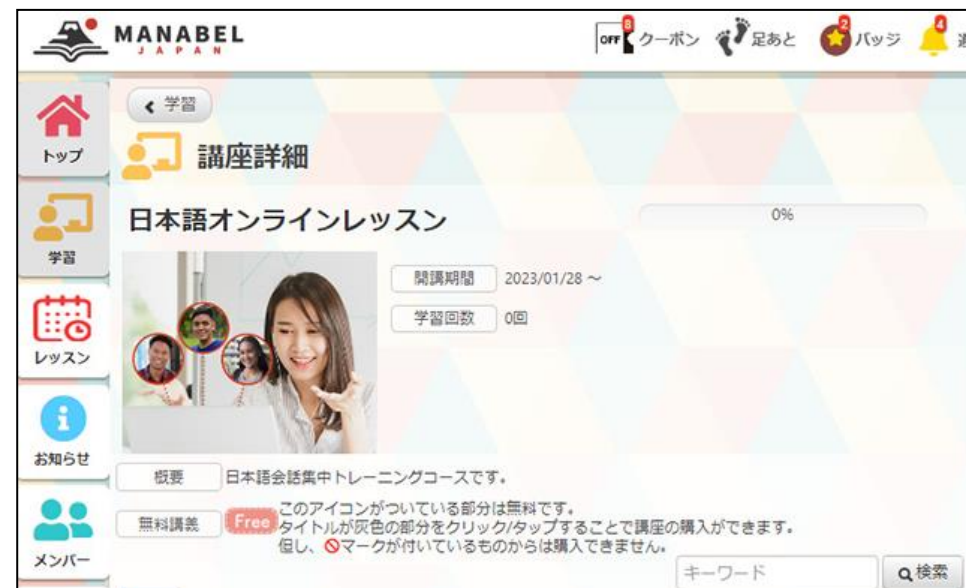 MANABEL
JAPAN
OFF 8 クーポン 足あと 2 バッジ 4
学習
トップ
講座詳細
日本語オンラインレッスン 0%
学習
開講期間 2023/01/28 ～
学習回数 0回
レッスン
お知らせ
概要 日本語会話集中トレーニングコースです。
無料講義 Free このアイコンがついている部分は無料です。
タイトルが灰色の部分をクリック/タップすることで講座の購入ができます。
但し、🚫マークが付いているものからは購入できません。
メンバー
キーワード 検索